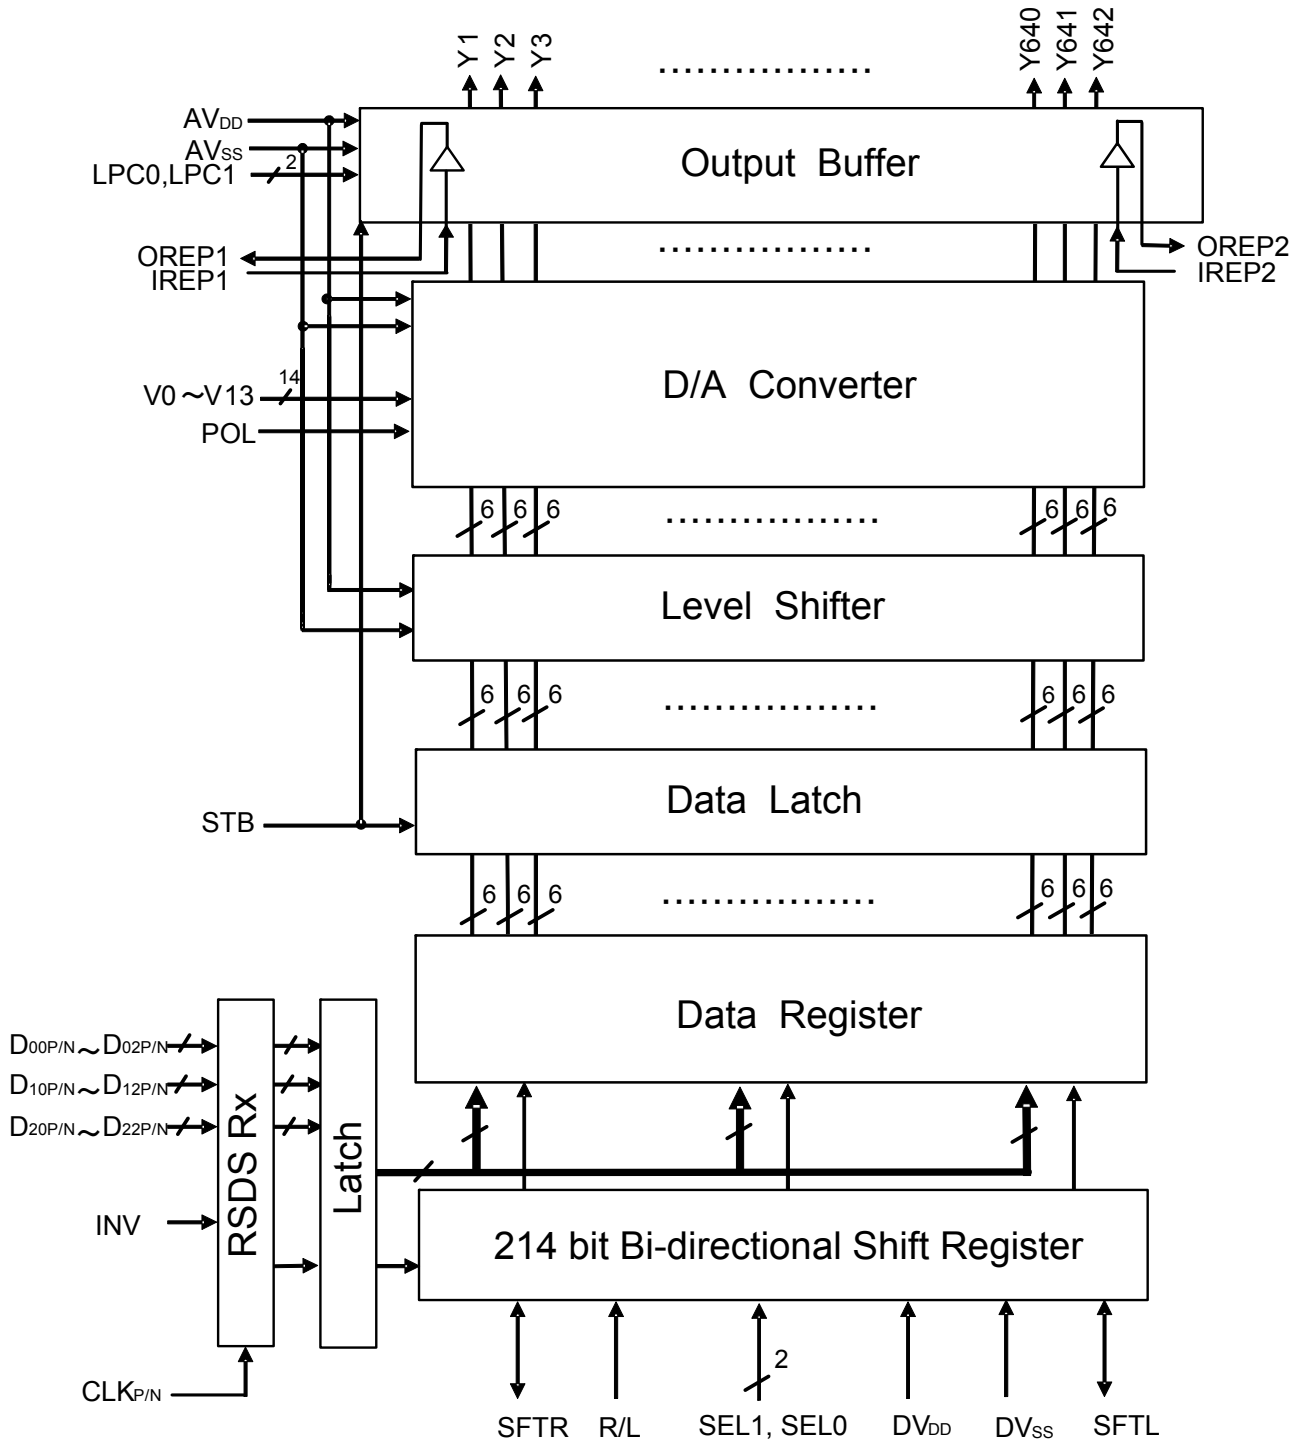 Y1 Y2 Y3 ................. Y640 Y641 Y642
AVDD
AVSS
LPC0,LPC1 2
Output Buffer
OREP1
IREP1
.................
OREP2
IREP2
D/A Converter
V0 ~V13 14
POL
6 6 6 ................. 6 6 6
Level Shifter
6 6 6 ................. 6 6 6
Data Latch
STB
6 6 6 ................. 6 6 6
Data Register
D00P/N~D02P/N
D10P/N~D12P/N
D20P/N~D22P/N
RSDS Rx
Latch
INV
214 bit Bi-directional Shift Register
CLKP/N
2
SFTR R/L SEL1, SEL0 DVDD DVSS SFTL